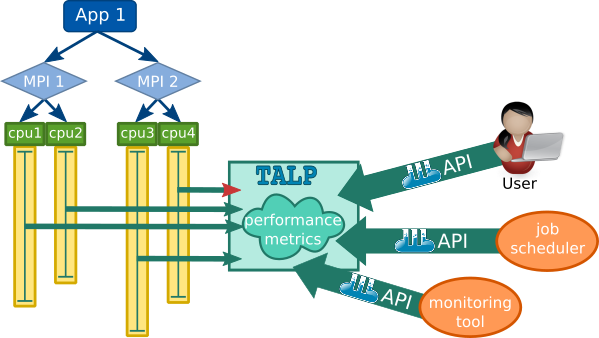 App 1
MPI 1
MPI 2
cpu1
cpu2
cpu3
cpu4
TALP
performance
metrics
API
User
API
job
scheduler
API
monitoring
tool